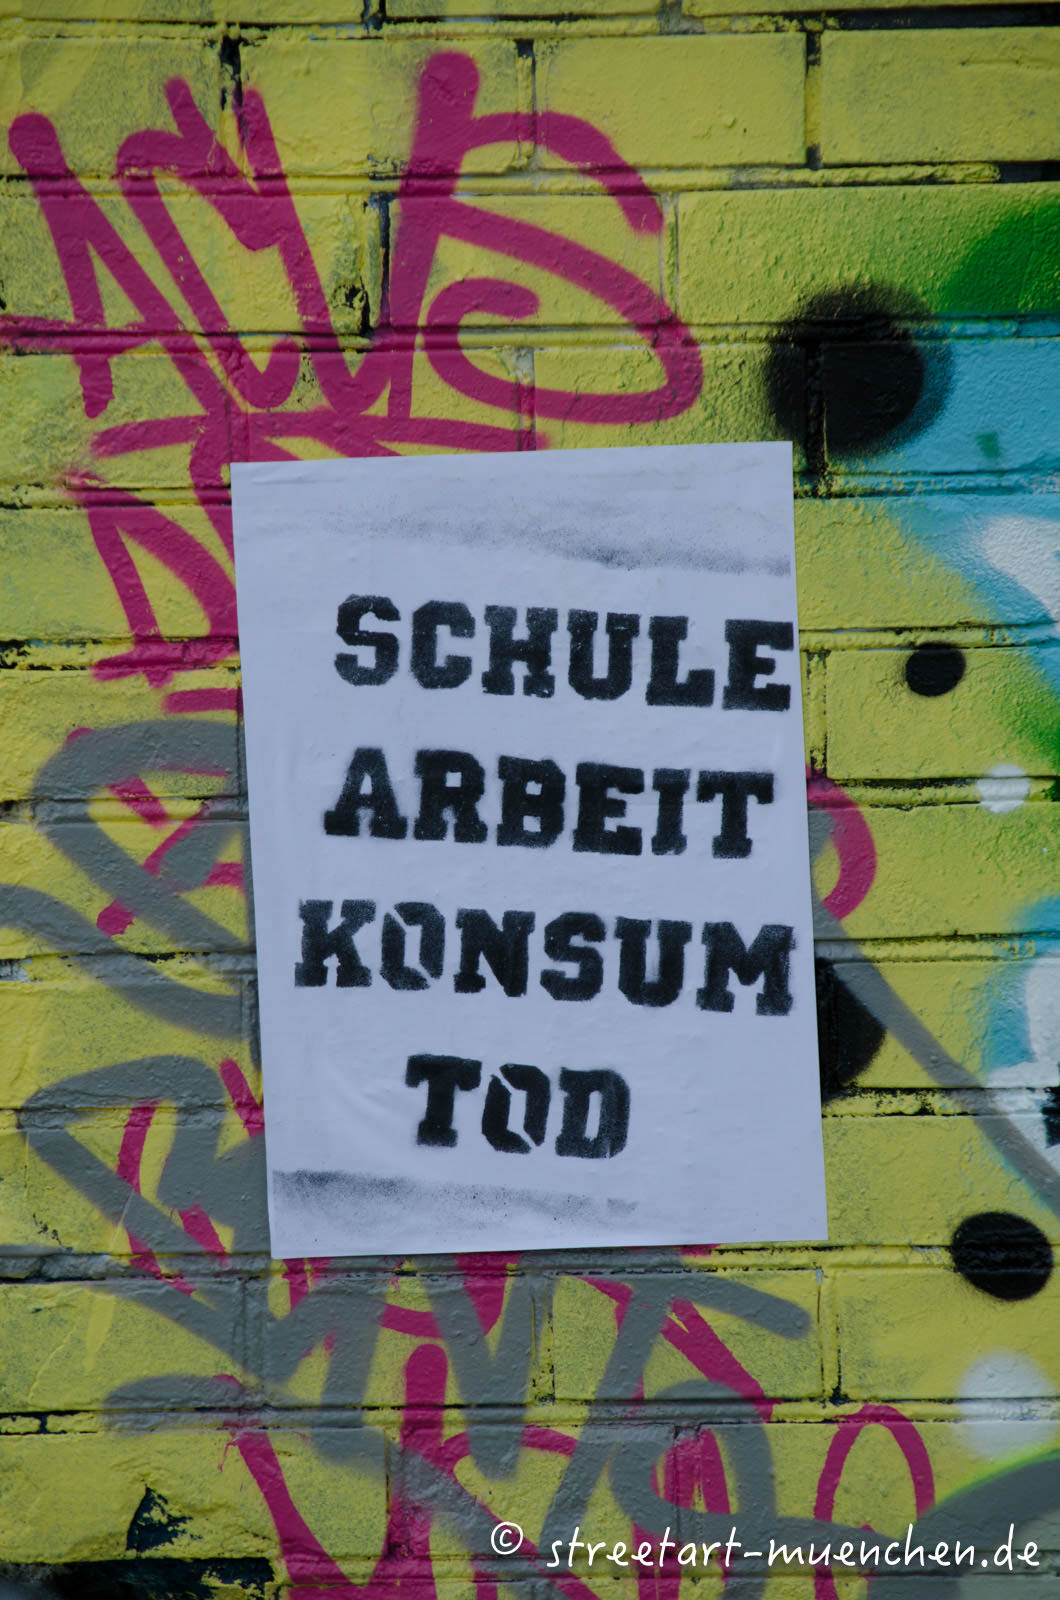 SCHULE
ARBEIT
KONSUM
TOD
© streetart-muenchen.de